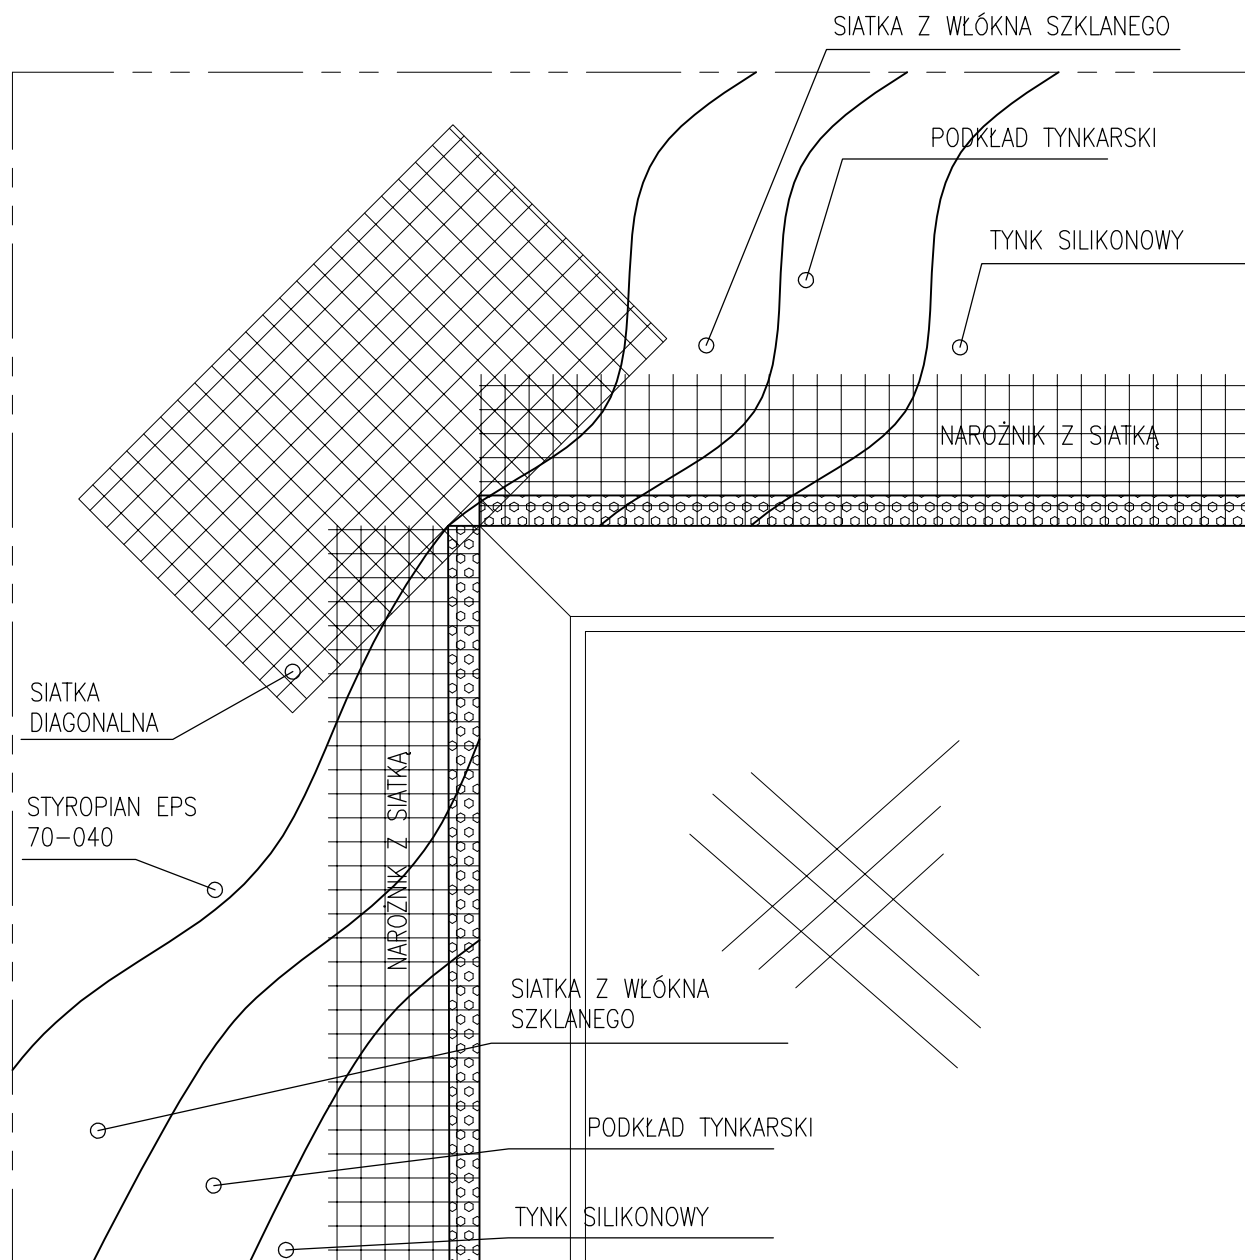 SIATKA Z WŁÓKNA SZKLANEGO
PODKŁAD TYNKARSKI
TYNK SILIKONOWY
NAROŻNIK Z SIATKĄ
SIATKA
DIAGONALNA
STYROPIAN EPS
70-040
NAROŻNIK Z SIATKĄ
SIATKA Z WŁÓKNA
SZKLANEGO
PODKŁAD TYNKARSKI
TYNK SILIKONOWY